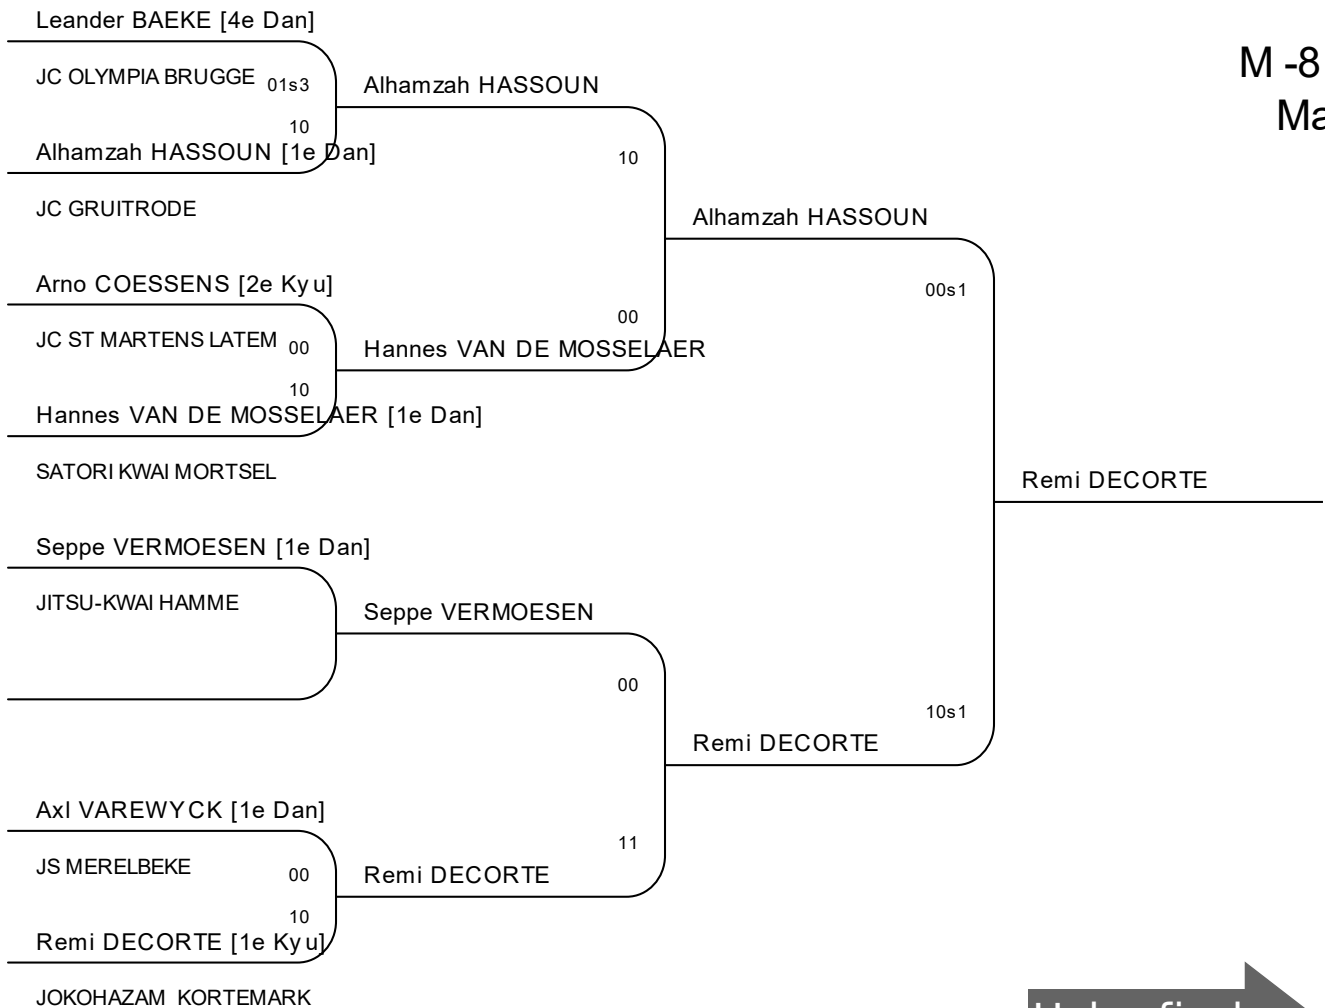 Leander BAEKE [4e Dan]
M -8
JC OLYMPIA BRUGGE 01s3
Alhamzah HASSOUN
Ma
10
Alhamzah HASSOUN [1e Dan]
10
JC GRUITRODE
Alhamzah HASSOUN
Arno COESSENS [2e Kyu]
00s1
00
JC ST MARTENS LATEM 00
Hannes VAN DE MOSSELAER
10
Hannes VAN DE MOSSELAER [1e Dan]
SATORI KWAI MORTSEL
Remi DECORTE
Seppe VERMOESEN [1e Dan]
JITSU-KWAI HAMME
Seppe VERMOESEN
00
10s1
Remi DECORTE
Axl VAREWYCK [1e Dan]
11
JS MERELBEKE 00
Remi DECORTE
10
Remi DECORTE [1e Kyu]
JOKOHAZAM KORTEMARK